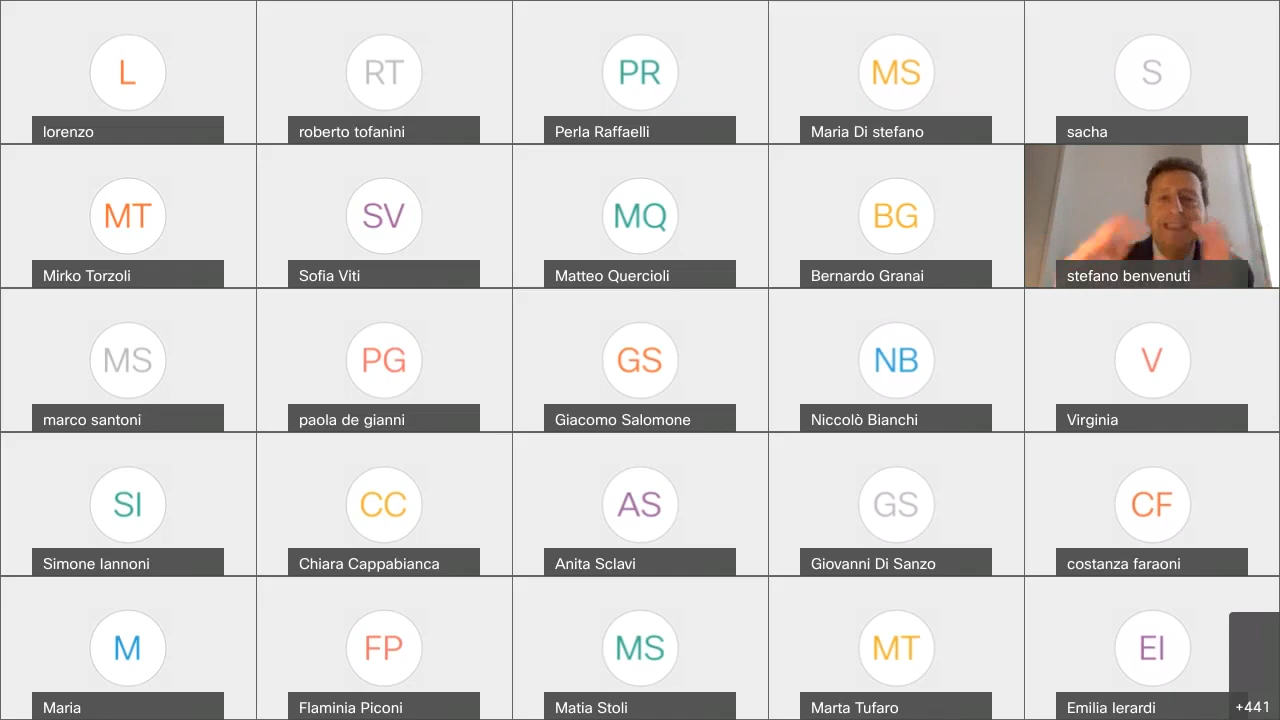 L
RT
PR
MS
S
lorenzo
roberto tofanini
Perla Raffaelli
Maria Di stefano
sacha
MT
SV
MQ
BG
Mirko Torzoli
Sofia Viti
Matteo Quercioli
Bernardo Granai
stefano benvenuti
MS
PG
GS
NB
V
marco santoni
paola de gianni
Giacomo Salomone
Niccolò Bianchi
Virginia
SI
CC
AS
GS
CF
Simone Iannoni
Chiara Cappabianca
Anita Sclavi
Giovanni Di Sanzo
costanza faraoni
M
FP
MS
MT
EI
Maria
Flaminia Piconi
Matia Stoli
Marta Tufaro
Emilia Ierardi
+441